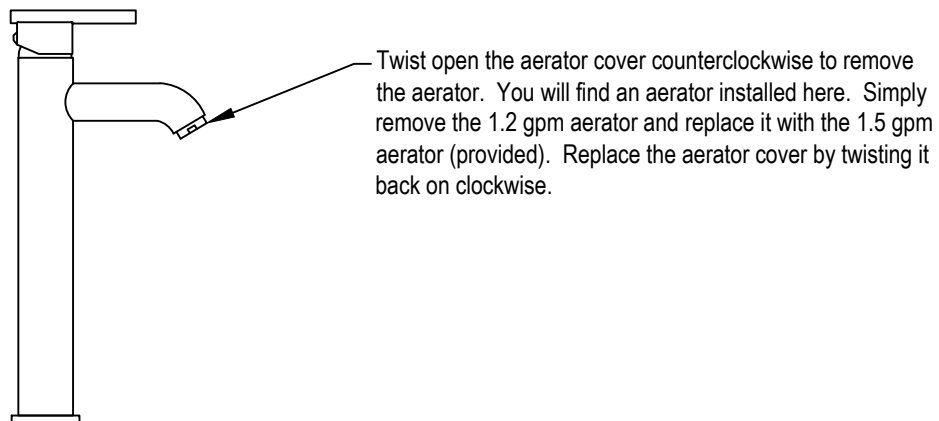 Twist open the aerator cover counterclockwise to remove
the aerator.  You will find an aerator installed here.  Simply
remove the 1.2 gpm aerator and replace it with the 1.5 gpm
aerator (provided).  Replace the aerator cover by twisting it
back on clockwise.